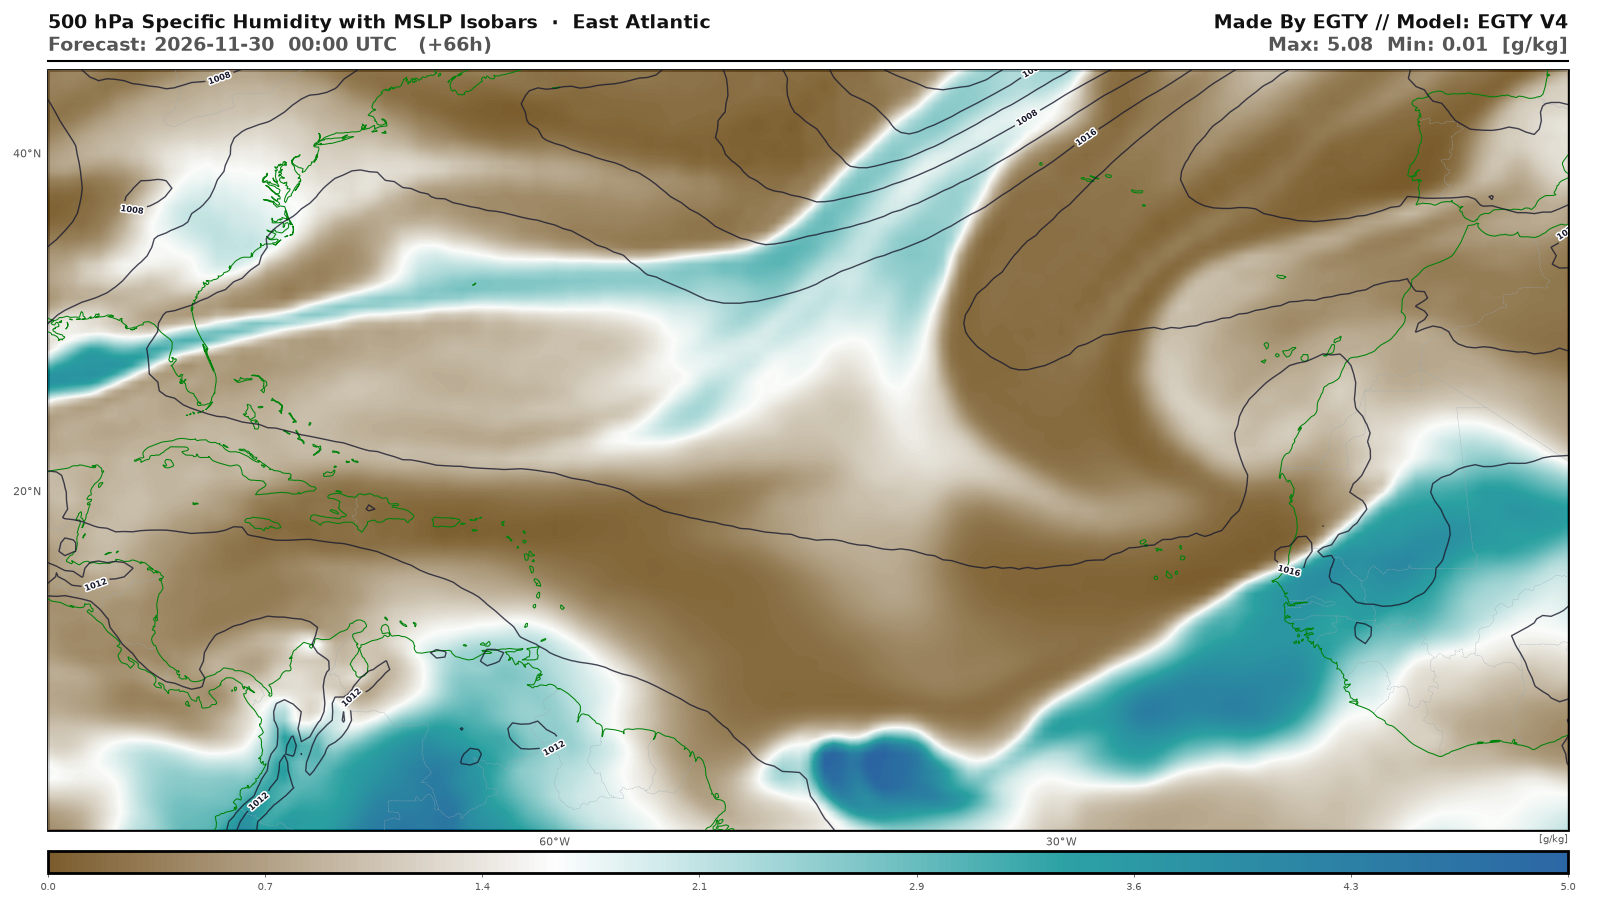 500 hPa Specific Humidity with MSLP Isobars · East Atlantic
Made By EGTY // Model: EGTY V4
Forecast: 2026-11-30 00:00 UTC (+66h)
Max: 5.08 Min: 0.01 [g/kg]
1008
1008
1016
40°N
1008
20°N
1016
1012
1012
1012
1012
60°W
30°W
[g/kg]
0.0
0.7
1.4
2.1
2.9
3.6
4.3
5.0